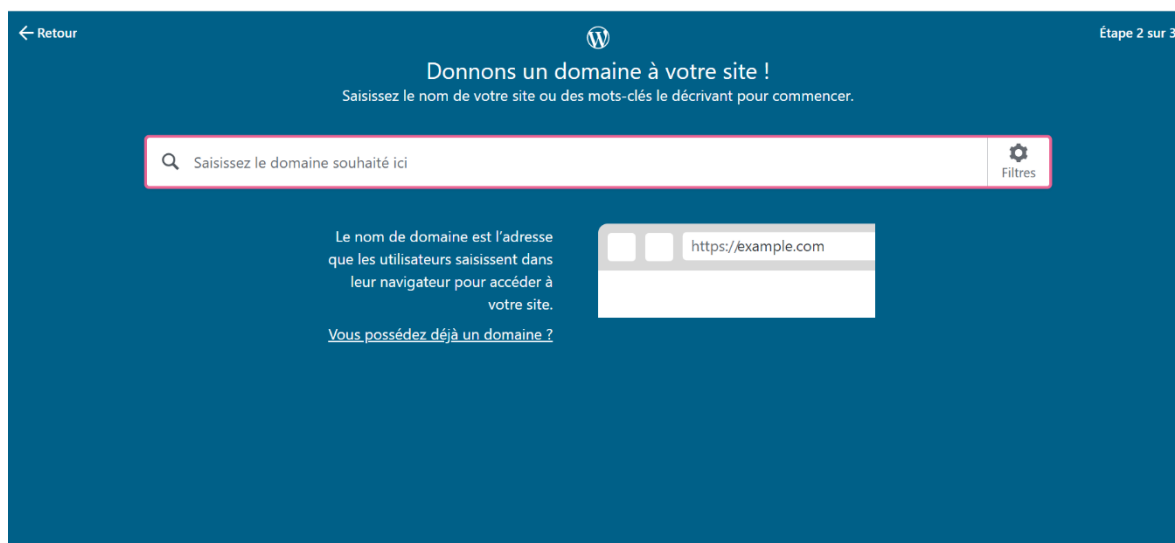 ← Retour
Étape 2 sur 3
Donnons un domaine à votre site !
Saisissez le nom de votre site ou des mots-clés le décrivant pour commencer.
Saisissez le domaine souhaité ici
Filtres
Le nom de domaine est l'adresse
que les utilisateurs saisissent dans
leur navigateur pour accéder à
votre site.
Vous possédez déjà un domaine ?
https://example.com